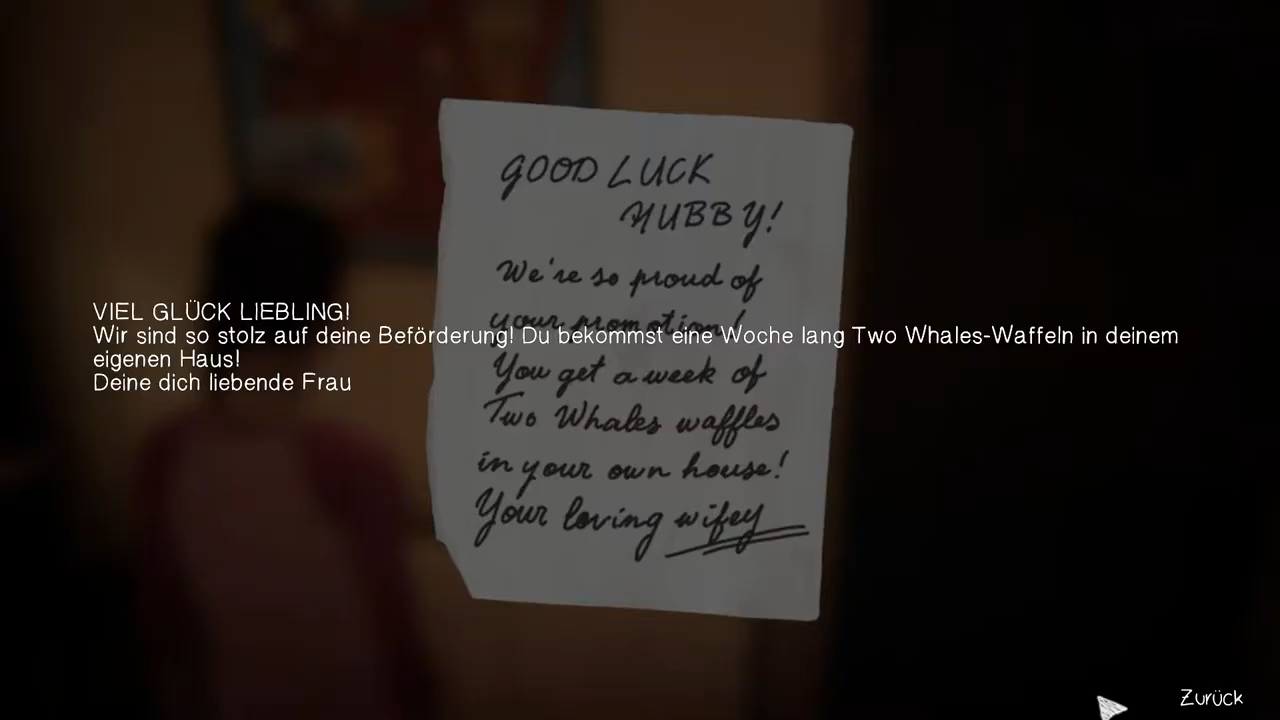 GOOD LUCK
HUBBY!
We're so proud of
your promotion!
You get a week of
Two Whales waffles
in your own house!
Your loving wifey
VIEL GLÜCK LIEBLING!
Wir sind so stolz auf deine Beförderung! Du bekommst eine Woche lang Two Whales-Waffeln in deinem
eigenen Haus!
Deine dich liebende Frau
Zurück